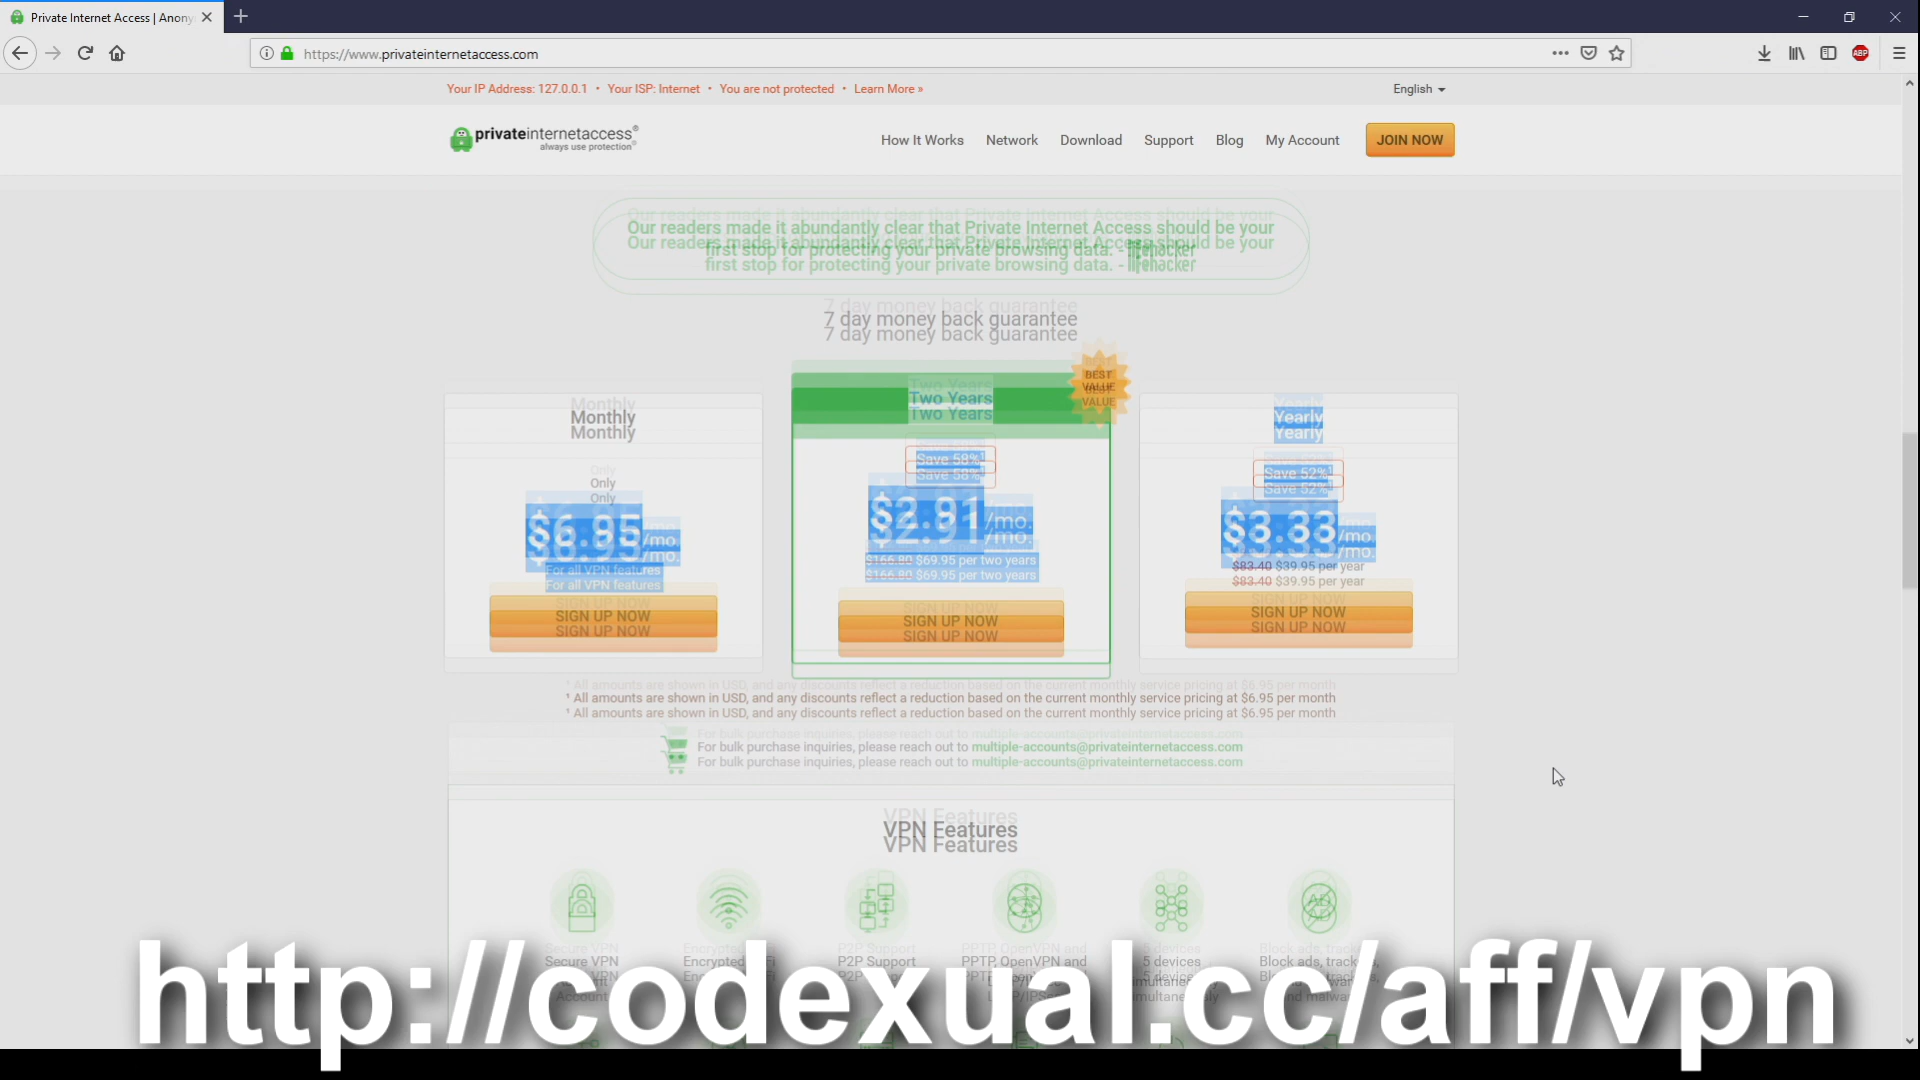 Private Internet Access | Anony
https://www.privateinternetaccess.com
ABP
Your IP Address: 127.0.0.1 • Your ISP: Internet • You are not protected • Learn More »
English
privateinternetaccess®
always use protection
How It Works Network Download Support Blog My Account JOIN NOW
Our readers made it abundantly clear that Private Internet Access should be your
first stop for protecting your private browsing data. - lifehacker
7 day money back guarantee
BEST
VALUE
Monthly
Only
$6.95/mo.
For all VPN features
SIGN UP NOW
Two Years
Save 58%¹
$2.91/mo.
$166.80 $69.95 per two years
SIGN UP NOW
Yearly
Save 52%¹
$3.33/mo.
$83.40 $39.95 per year
SIGN UP NOW
¹ All amounts are shown in USD, and any discounts reflect a reduction based on the current monthly service pricing at $6.95 per month
For bulk purchase inquiries, please reach out to multiple-accounts@privateinternetaccess.com
VPN Features
Secure VPN
Account
Encrypted
P2P Support
PPTP, OpenVPN and
5 devices
simultaneously
Block ads, trackers,
and malware
http://codexual.cc/aff/vpn